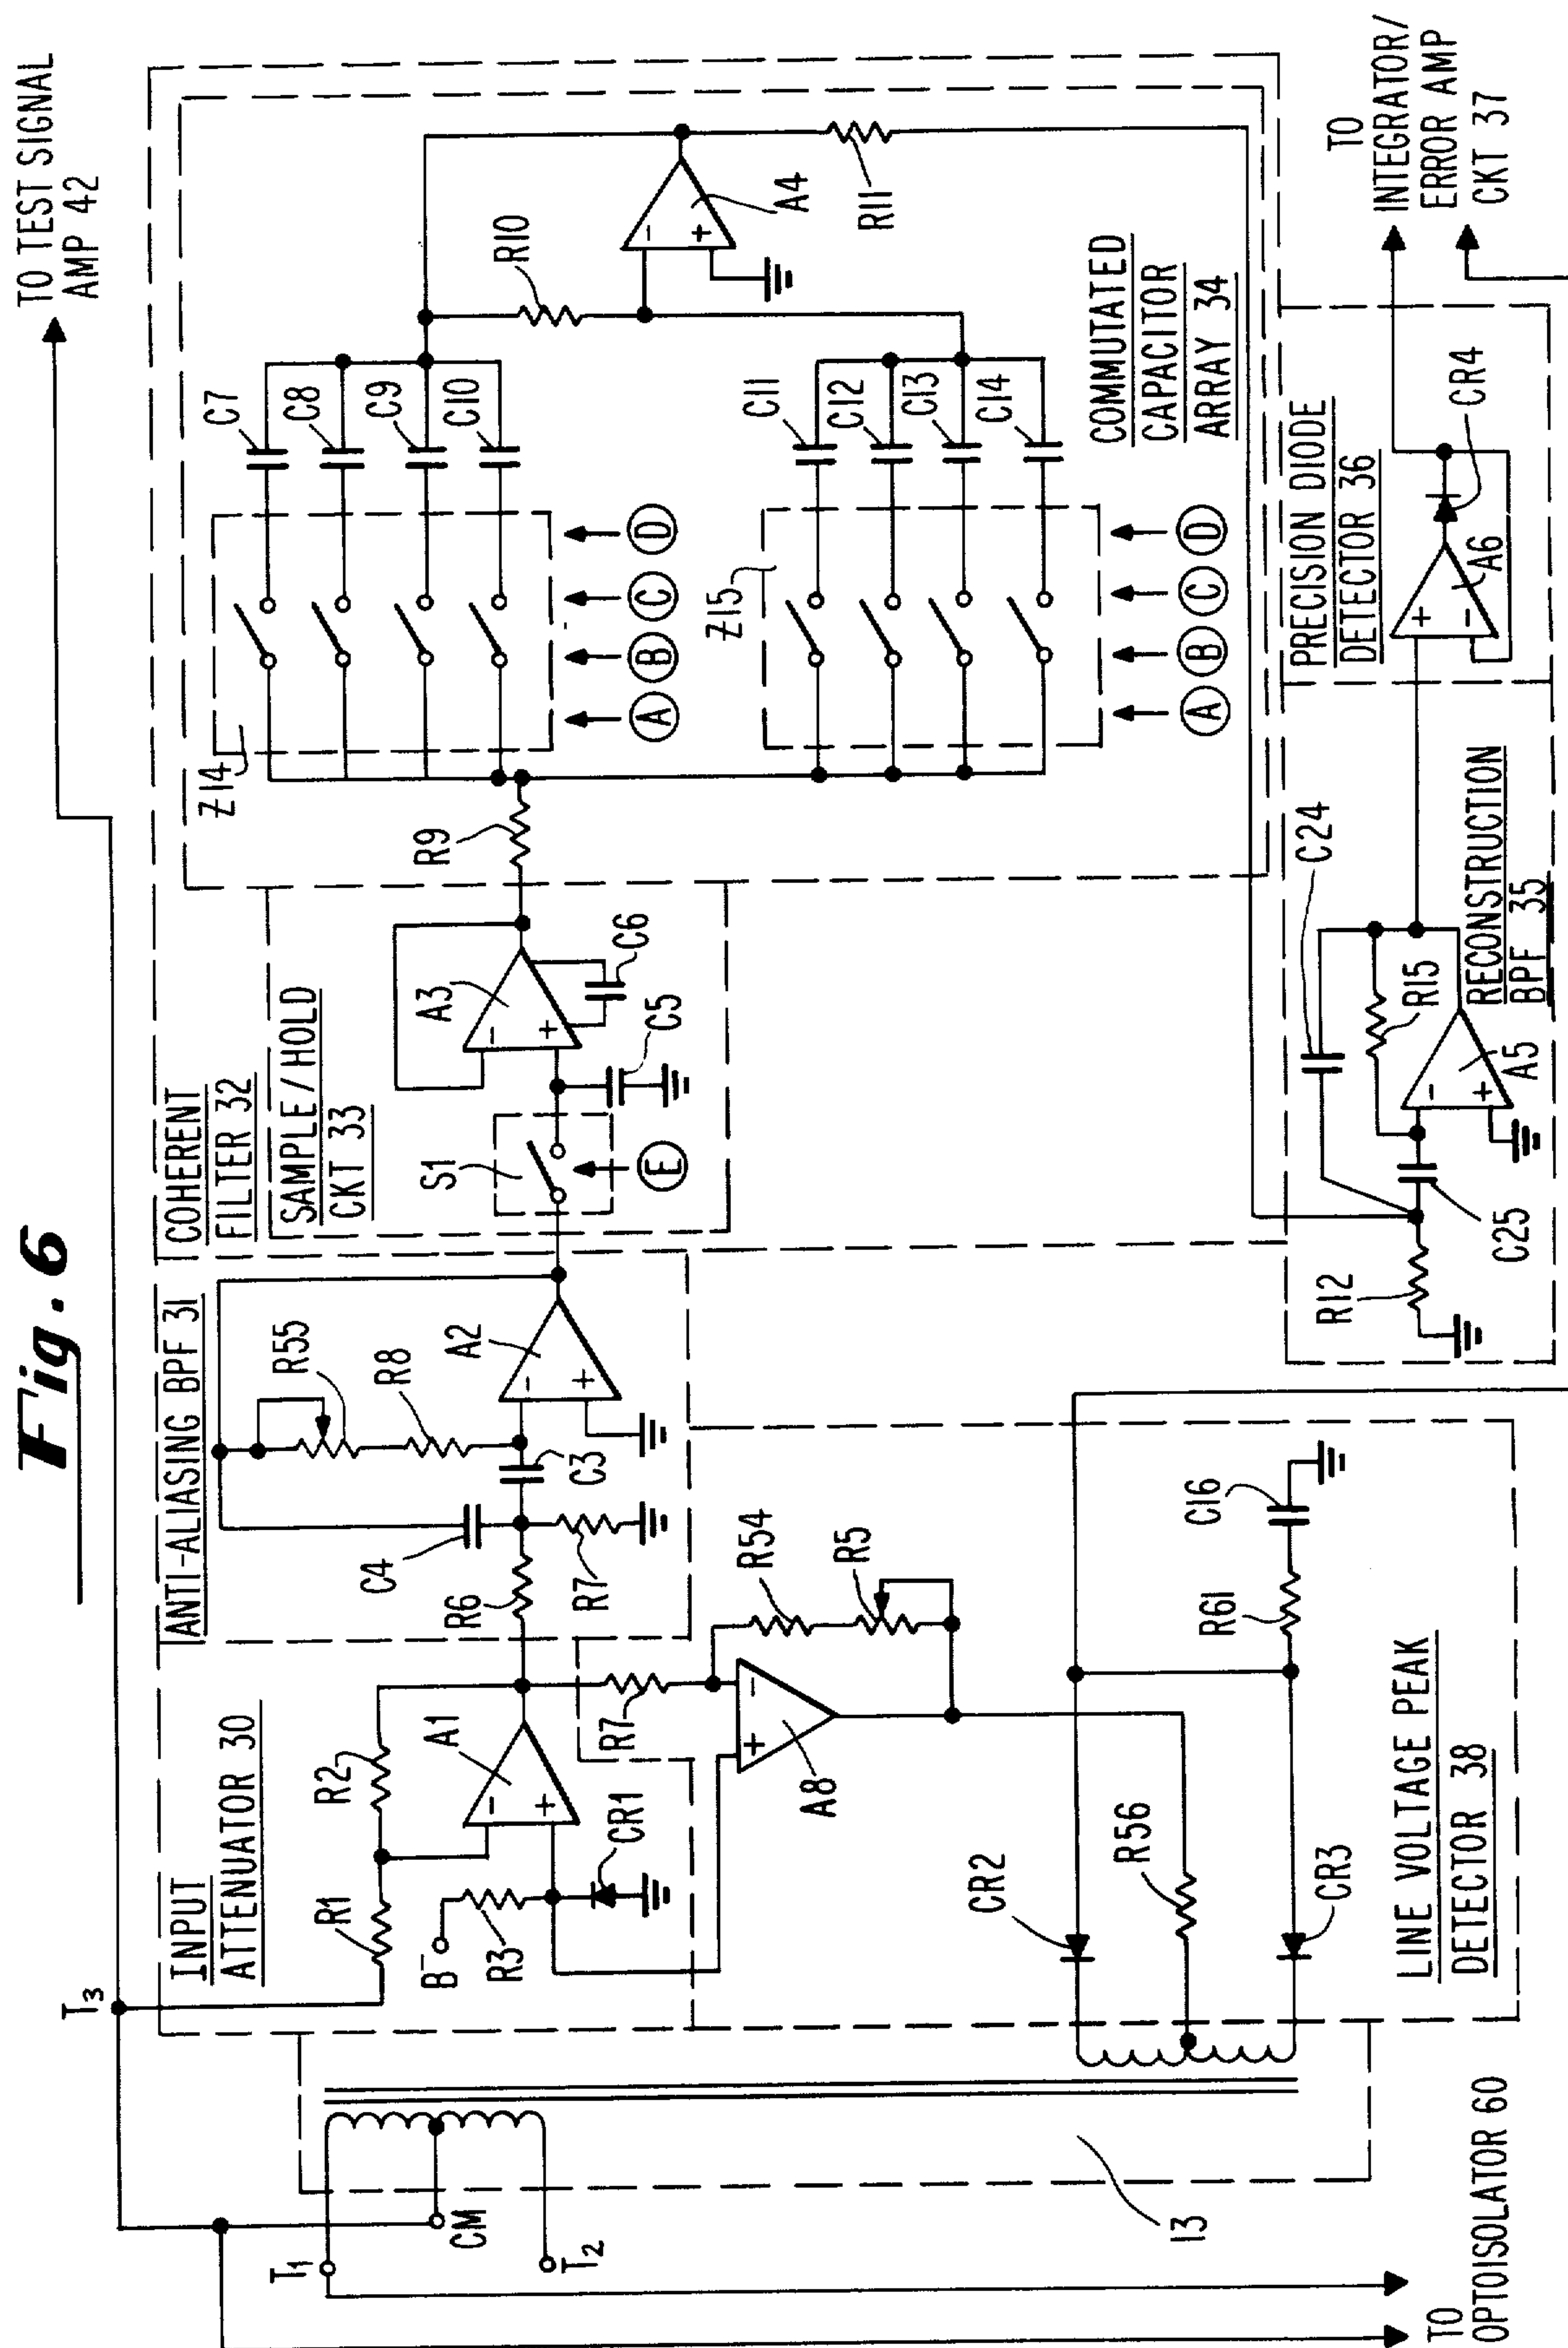 Fig. 6
TO TEST SIGNAL
AMP 42
T3
INPUT
ATTENUATOR 30
R1
R2
A1
-
+
B-
R3
CR1
ANTI-ALIASING BPF 31
R55
R8
A2
-
+
C4
C3
R6
R7
COHERENT
FILTER 32
SAMPLE/HOLD
CKT 33
S1
E
A3
-
+
C6
C5
R9
Z14
C7
C8
C9
C10
A
B
C
D
R10
-
+
A4
R11
Z15
C11
C12
C13
C14
A
B
C
D
COMMUTATED
CAPACITOR
ARRAY 34
R7
+
-
A8
R54
R5
CR2
R56
CR3
R61
C16
LINE VOLTAGE PEAK
DETECTOR 38
R12
C25
C24
R15
-
+
A5
RECONSTRUCTION
BPF 35
PRECISION DIODE
DETECTOR 36
+
-
A6
CR4
TO
INTEGRATOR/
ERROR AMP
CKT 37
T1
CM
T2
13
TO
OPTOISOLATOR 60